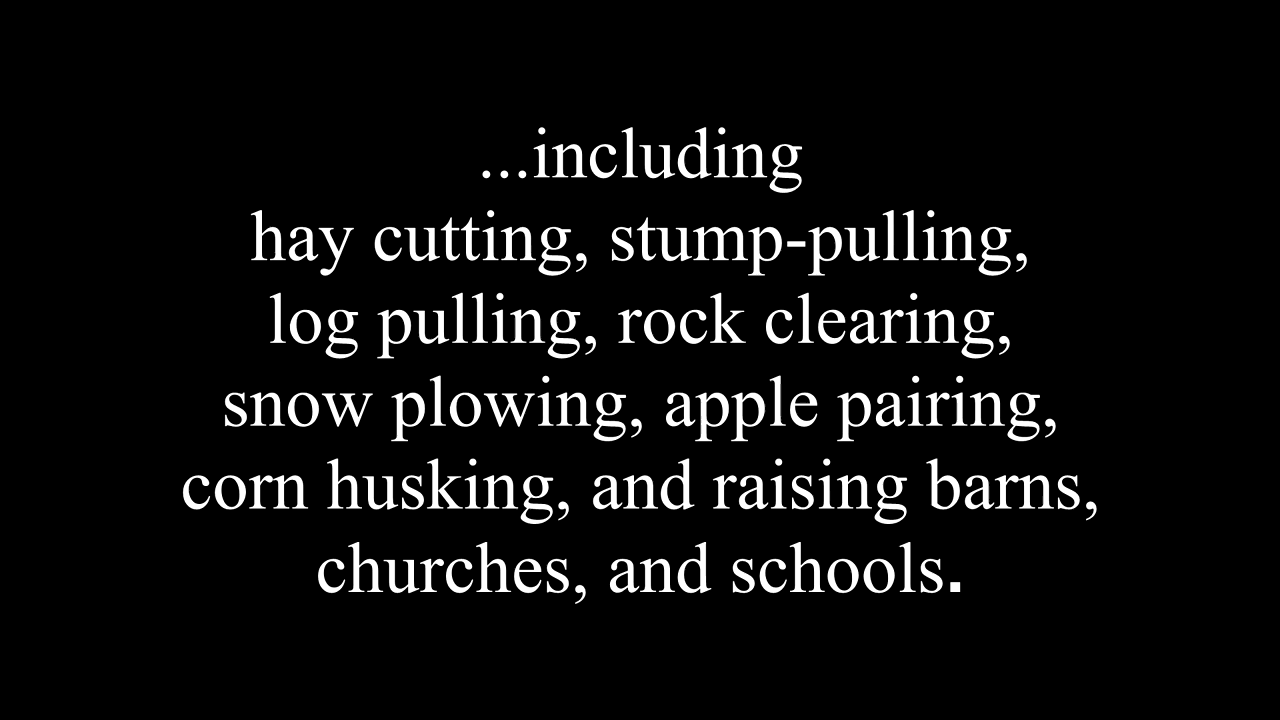 ...including
hay cutting, stump-pulling,
log pulling, rock clearing,
snow plowing, apple pairing,
corn husking, and raising barns,
churches, and schools.